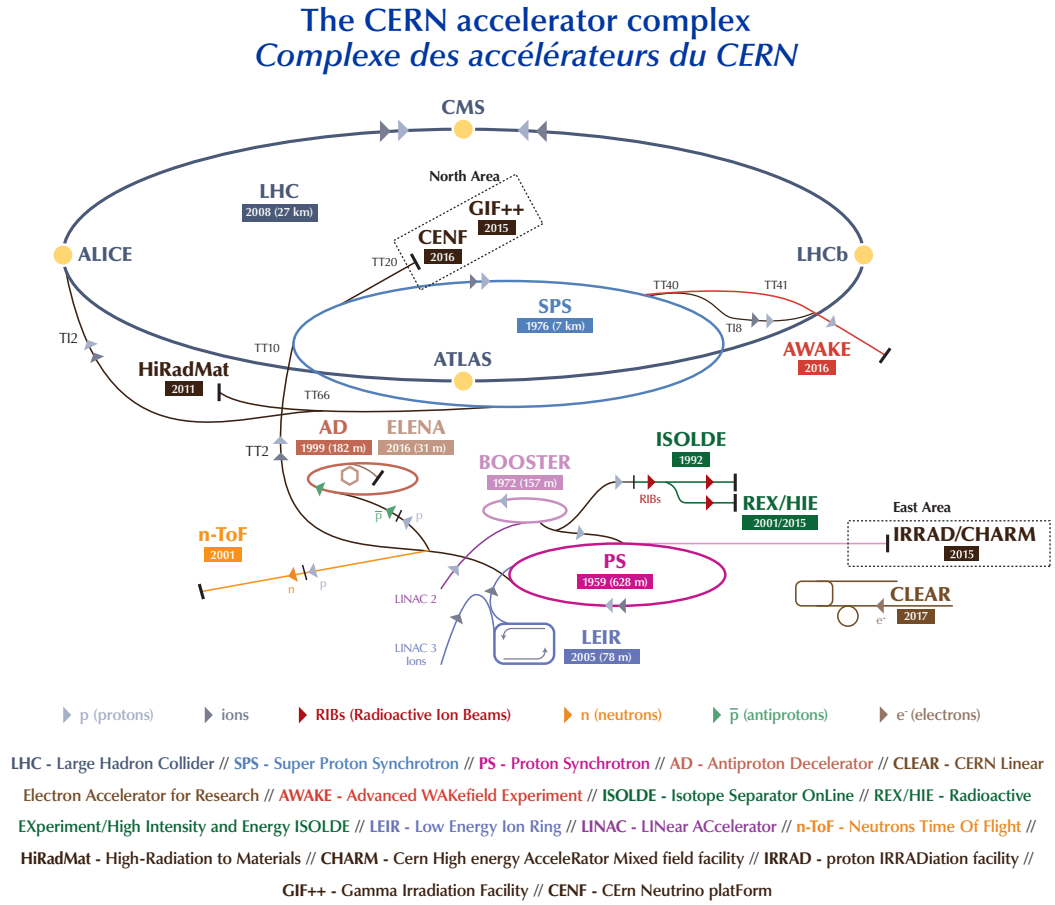 The CERN accelerator complex
Complexe des accélérateurs du CERN
CMS
North Area
LHC
2008 (27 km)
GIF++
2015
CENF
2016
ALICE
LHCb
TT20
TT40
TT41
SPS
1976 (7 km)
TI2
TI8
TT10
ATLAS
AWAKE
2016
HiRadMat
2011
TT66
AD
1999 (182 m)
ELENA
2016 (31 m)
TT2
ISOLDE
1992
BOOSTER
1972 (157 m)
RIBs
REX/HIE
2001/2015
East Area
p̅
p
n-ToF
2001
IRRAD/CHARM
2015
PS
1959 (628 m)
n
p
LINAC 2
CLEAR
2017
e-
LEIR
2005 (78 m)
LINAC 3
Ions
p (protons)
ions
RIBs (Radioactive Ion Beams)
n (neutrons)
p̅ (antiprotons)
e- (electrons)
LHC - Large Hadron Collider // SPS - Super Proton Synchrotron // PS - Proton Synchrotron // AD - Antiproton Decelerator // CLEAR - CERN Linear
Electron Accelerator for Research // AWAKE - Advanced WAKefield Experiment // ISOLDE - Isotope Separator OnLine // REX/HIE - Radioactive
EXperiment/High Intensity and Energy ISOLDE // LEIR - Low Energy Ion Ring // LINAC - LINear ACcelerator // n-ToF - Neutrons Time Of Flight //
HiRadMat - High-Radiation to Materials // CHARM - Cern High energy AcceleRator Mixed field facility // IRRAD - proton IRRADiation facility //
GIF++ - Gamma Irradiation Facility // CENF - CErn Neutrino platForm